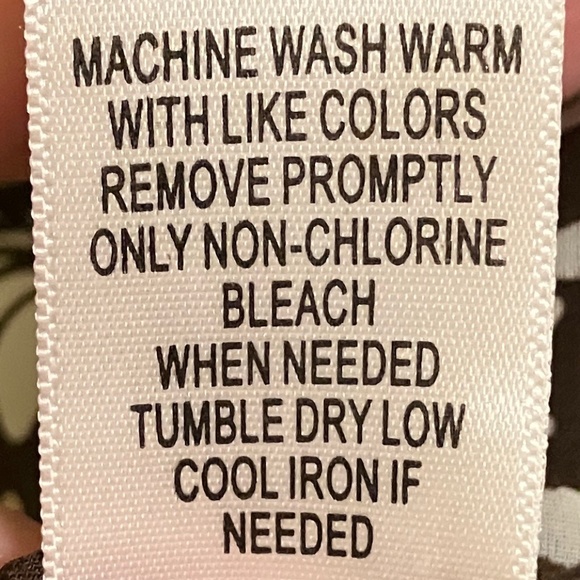 MACHINE WASH WARM
WITH LIKE COLORS
REMOVE PROMPTLY
ONLY NON-CHLORINE
BLEACH
WHEN NEEDED
TUMBLE DRY LOW
COOL IRON IF
NEEDED